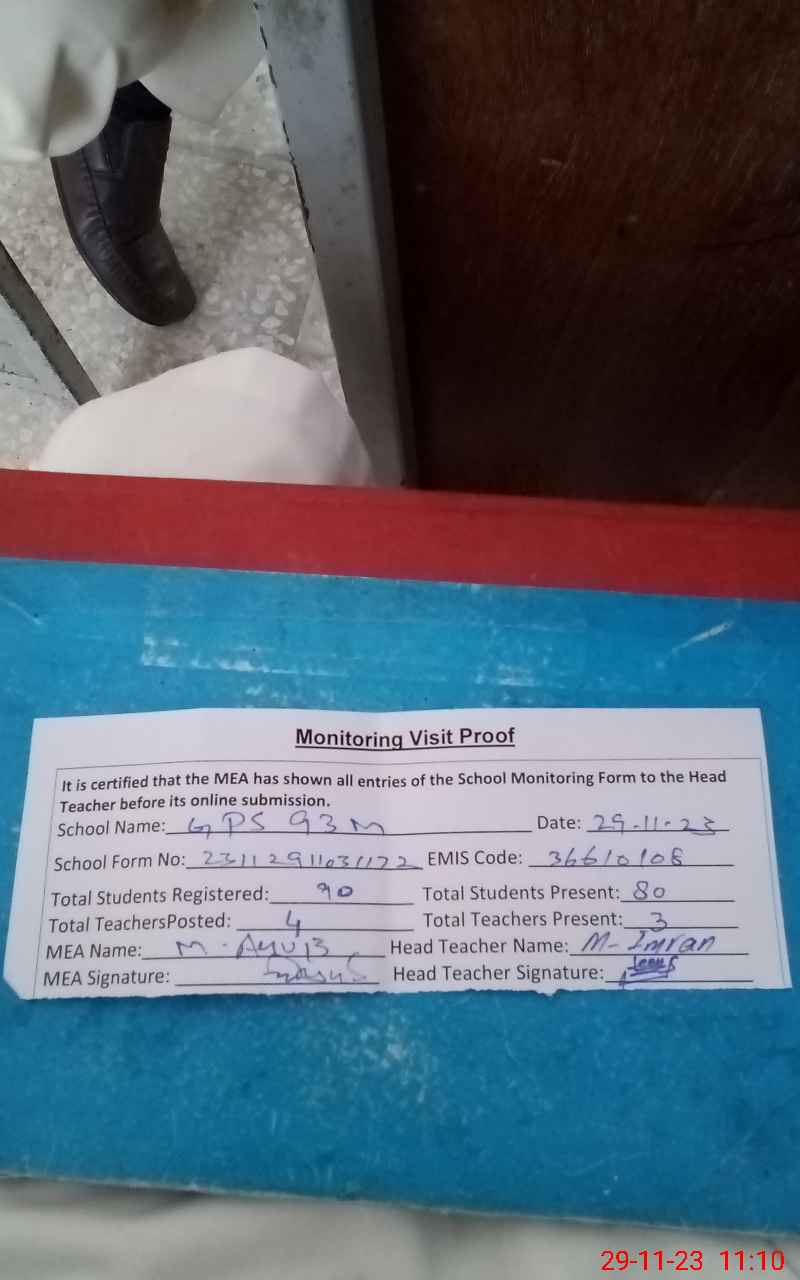 Monitoring Visit Proof
It is certified that the MEA has shown all entries of the School Monitoring Form to the Head
Teacher before its online submission.
School Name: GPS 93M Date: 29-11-23
School Form No: 23112911031172 EMIS Code: 36610108
Total Students Registered: 90 Total Students Present: 80
Total TeachersPosted: 4 Total Teachers Present: 3
MEA Name: M. Ayub Head Teacher Name: M-Imran
MEA Signature: Head Teacher Signature:
29-11-23 11:10